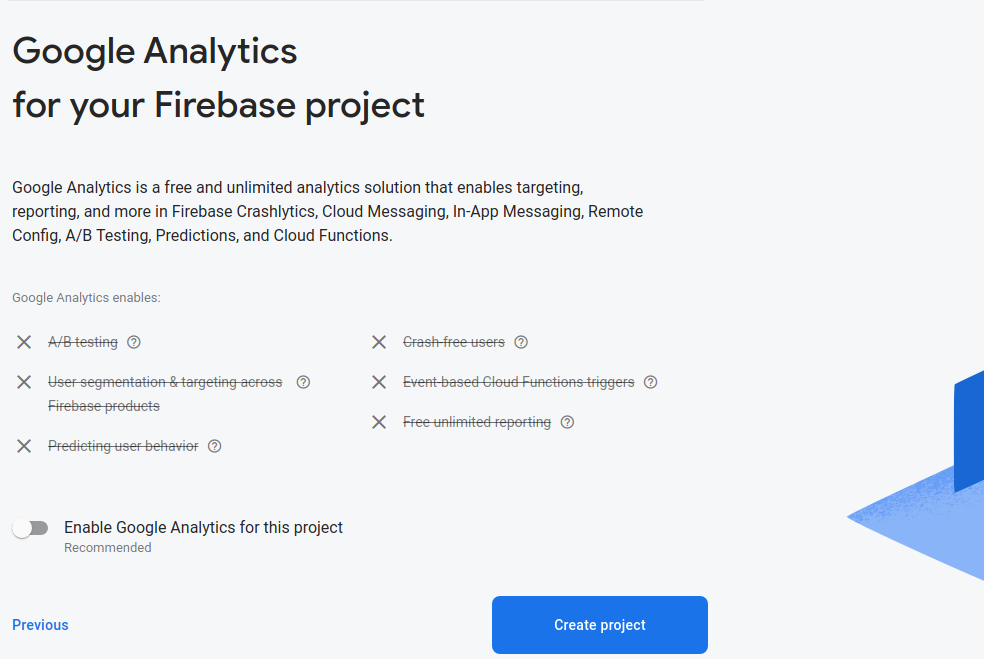 Google Analytics
for your Firebase project
Google Analytics is a free and unlimited analytics solution that enables targeting,
reporting, and more in Firebase Crashlytics, Cloud Messaging, In-App Messaging, Remote
Config, A/B Testing, Predictions, and Cloud Functions.
Google Analytics enables:
A/B testing
User segmentation & targeting across
Firebase products
Predicting user behavior
Crash-free users
Event-based Cloud Functions triggers
Free unlimited reporting
Enable Google Analytics for this project
Recommended
Previous
Create project